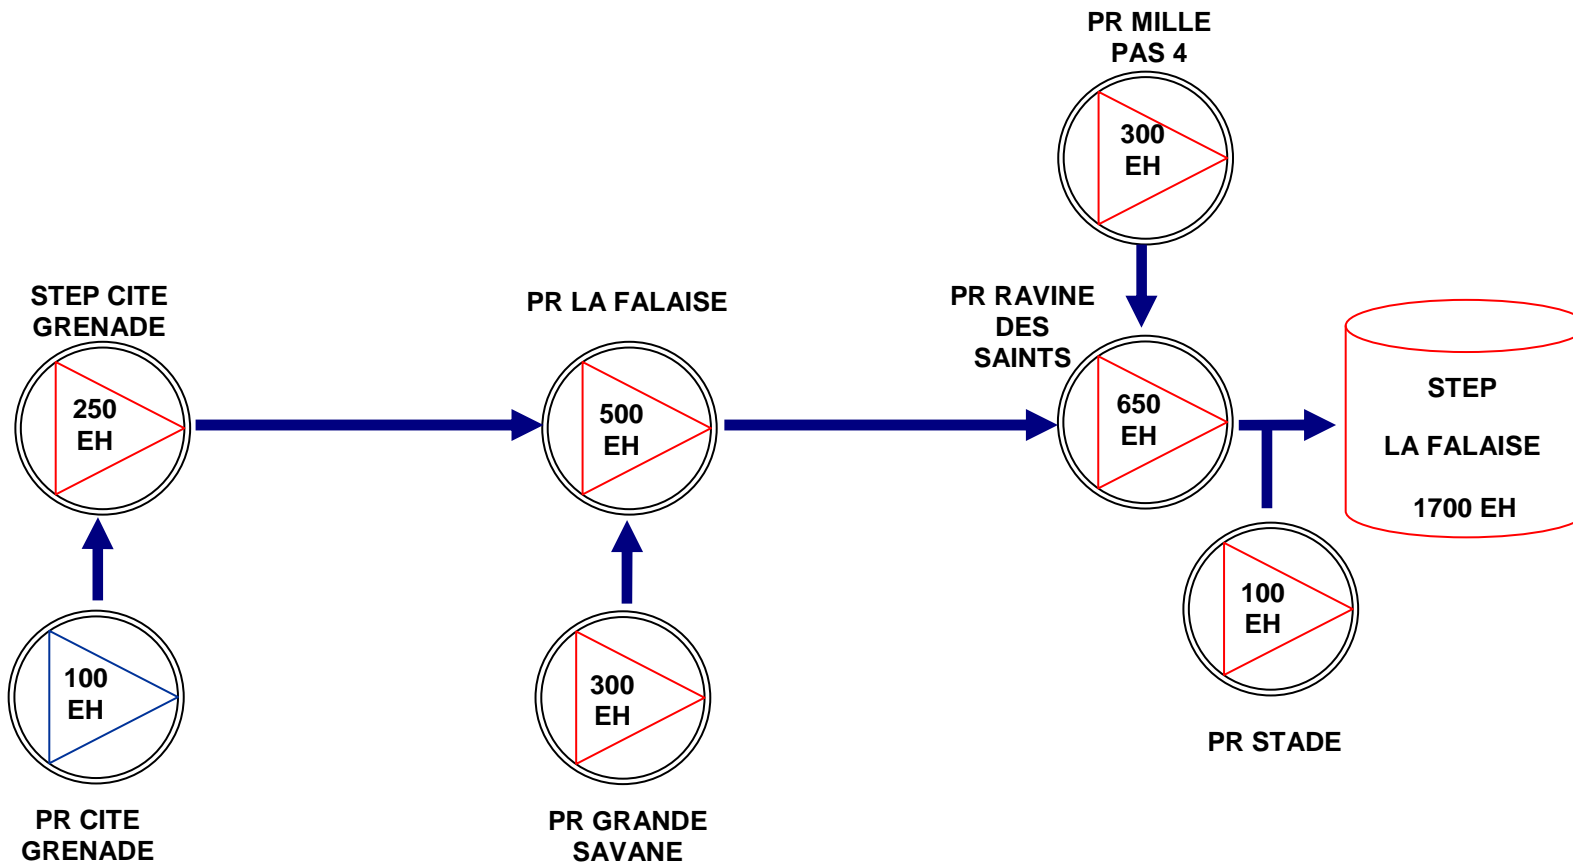 PR MILLE
PAS 4
300
EH
STEP CITE
GRENADE
250
EH
PR LA FALAISE
500
EH
PR RAVINE
DES
SAINTS
650
EH
STEP
LA FALAISE
1700 EH
100
EH
PR CITE
GRENADE
300
EH
PR GRANDE
SAVANE
100
EH
PR STADE